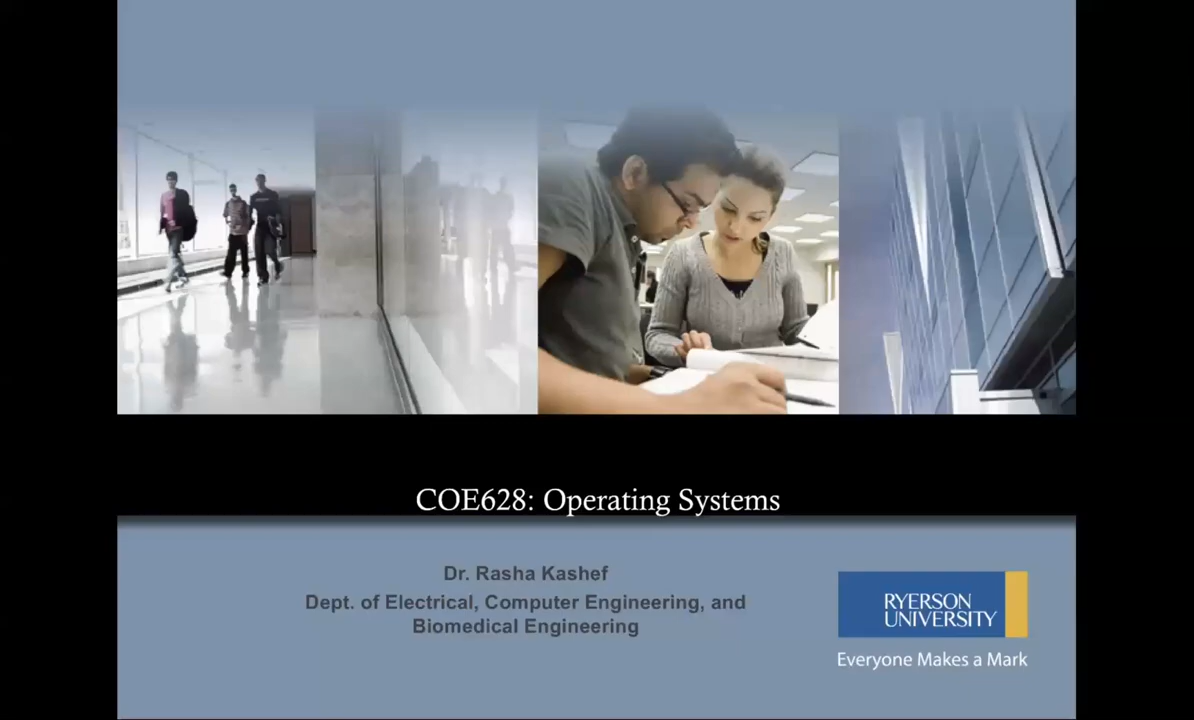 COE628: Operating Systems
Dr. Rasha Kashef
Dept. of Electrical, Computer Engineering, and
Biomedical Engineering
RYERSON
UNIVERSITY
Everyone Makes a Mark